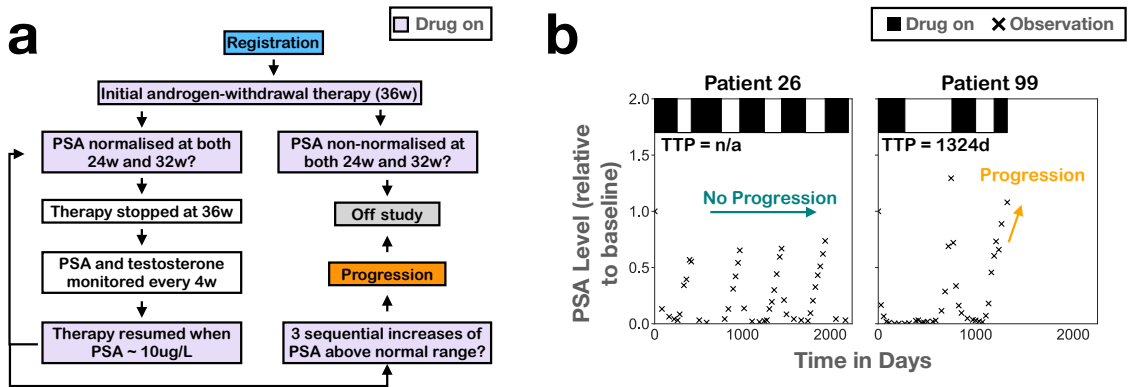 a
Drug on
Registration
Initial androgen-withdrawal therapy (36w)
PSA normalised at both
24w and 32w?
PSA non-normalised at
both 24w and 32w?
Therapy stopped at 36w
Off study
PSA and testosterone
monitored every 4w
Progression
Therapy resumed when
PSA ~ 10ug/L
3 sequential increases of
PSA above normal range?
b
Drug on
Observation
Patient 26
Patient 99
PSA Level (relative
to baseline)
2.0
1.5
1.0
0.5
0.0
TTP = n/a
No Progression
TTP = 1324d
Progression
0
1000
2000
0
1000
2000
Time in Days